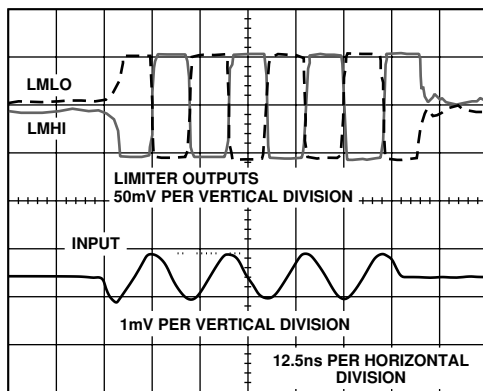 LMLO
LMHI
LIMITER OUTPUTS
50mV PER VERTICAL DIVISION
INPUT
1mV PER VERTICAL DIVISION
12.5ns PER HORIZONTAL
DIVISION